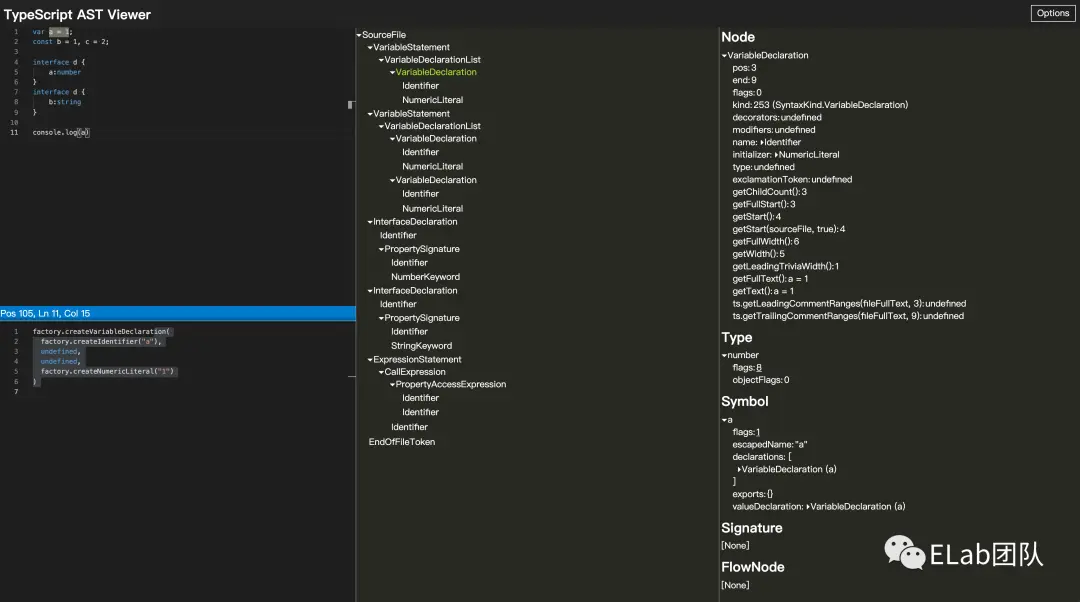 TypeScript AST Viewer
Options
1 var a = 1;
2 const b = 1, c = 2;
3
4 interface d {
5 a:number
6 }
7 interface d {
8 b:string
9 }
10
11 console.log(a)
Pos 105, Ln 11, Col 15
1 factory.createVariableDeclaration(
2 factory.createIdentifier("a"),
3 undefined,
4 undefined,
5 factory.createNumericLiteral("1")
6 )
7
SourceFile
VariableStatement
VariableDeclarationList
VariableDeclaration
Identifier
NumericLiteral
VariableStatement
VariableDeclarationList
VariableDeclaration
Identifier
NumericLiteral
VariableDeclaration
Identifier
NumericLiteral
InterfaceDeclaration
Identifier
PropertySignature
Identifier
NumberKeyword
InterfaceDeclaration
Identifier
PropertySignature
Identifier
StringKeyword
ExpressionStatement
CallExpression
PropertyAccessExpression
Identifier
Identifier
Identifier
EndOfFileToken
Node
VariableDeclaration
pos: 3
end: 9
flags: 0
kind: 253 (SyntaxKind.VariableDeclaration)
decorators: undefined
modifiers: undefined
name: Identifier
initializer: NumericLiteral
type: undefined
exclamationToken: undefined
getChildCount(): 3
getFullStart(): 3
getStart(): 4
getStart(sourceFile, true): 4
getFullWidth(): 6
getWidth(): 5
getLeadingTriviaWidth(): 1
getFullText(): a = 1
getText(): a = 1
ts.getLeadingCommentRanges(fileFullText, 3): undefined
ts.getTrailingCommentRanges(fileFullText, 9): undefined
Type
number
flags: 8
objectFlags: 0
Symbol
a
flags: 1
escapedName: "a"
declarations: [
VariableDeclaration (a)
]
exports: {}
valueDeclaration: VariableDeclaration (a)
Signature
[None]
FlowNode
[None]
ELab团队